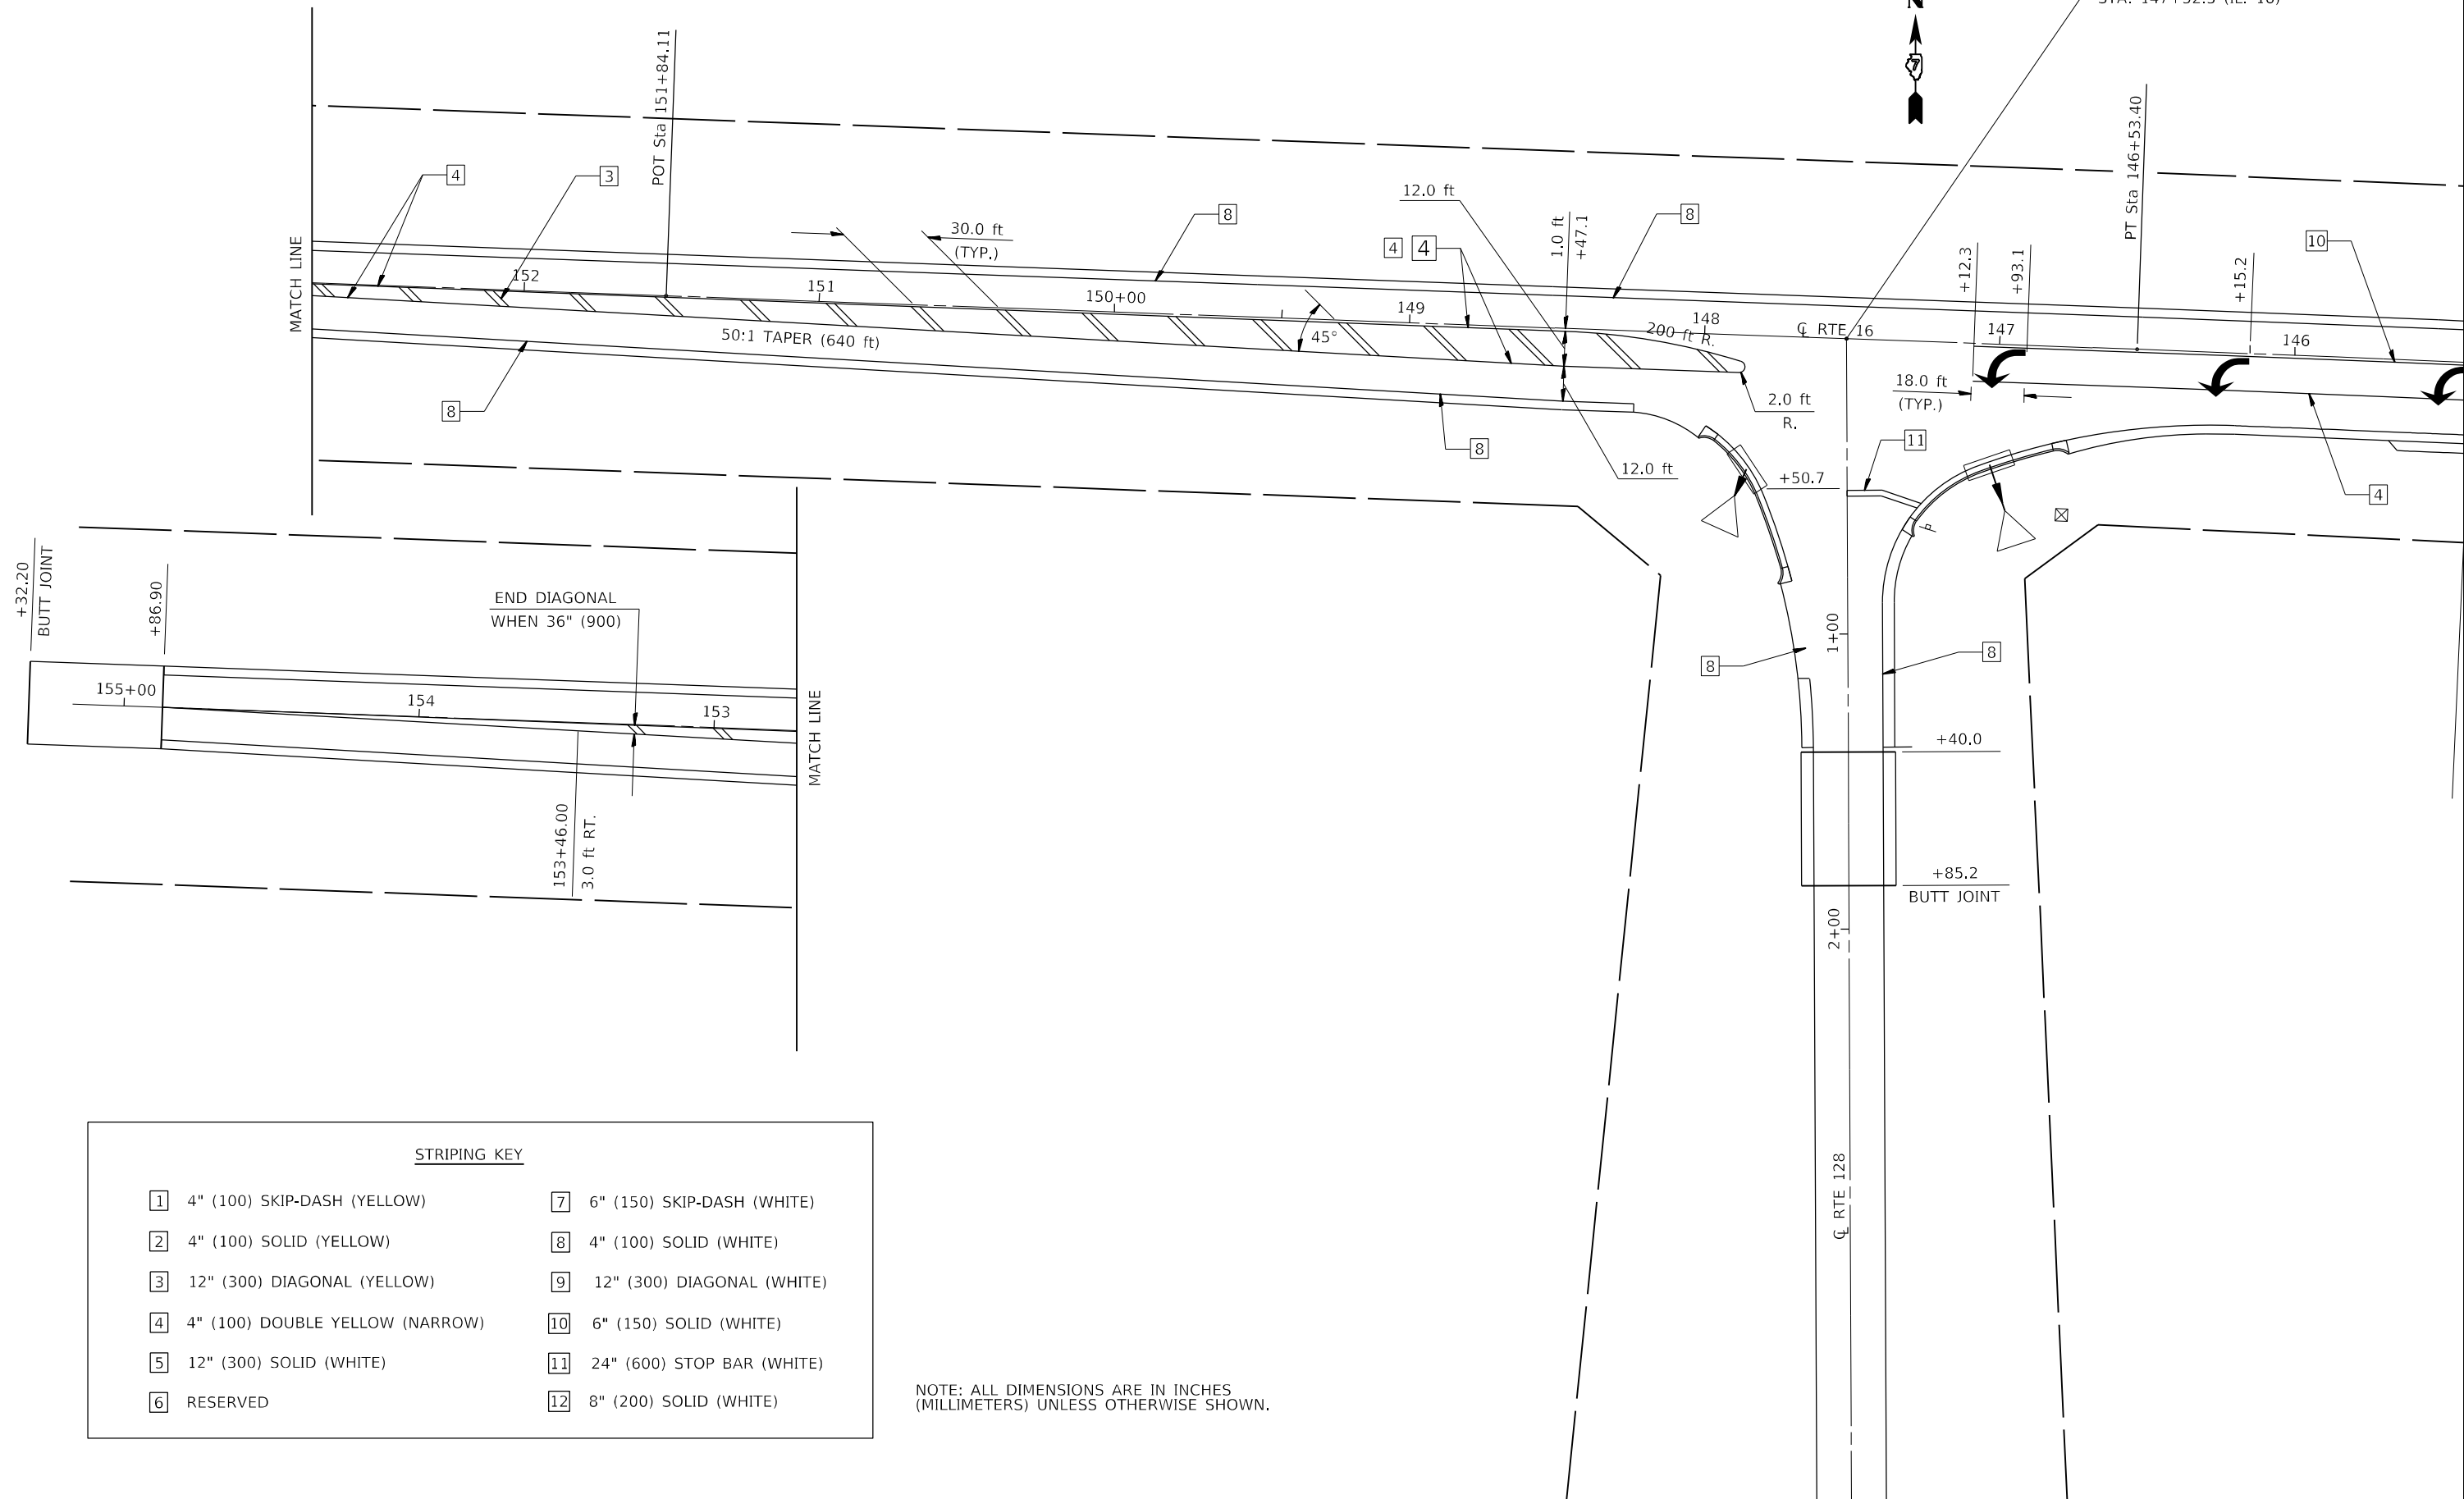 N
7
POT Sta 151+84.11
PT Sta 146+53.40
4
3
8
12.0 ft
8
30.0 ft
(TYP.)
1.0 ft
+47.1
4
4
10
+12.3
+93.1
+15.2
MATCH LINE
152
151
150+00
149
148
℄ RTE 16
147
146
200 ft R.
45°
50:1 TAPER (640 ft)
18.0 ft
(TYP.)
2.0 ft
R.
8
8
12.0 ft
+50.7
11
4
P
+32.20
BUTT JOINT
+86.90
END DIAGONAL
WHEN 36" (900)
155+00
154
153
MATCH LINE
153+46.00
3.0 ft RT.
1+00
8
8
+40.0
+85.2
BUTT JOINT
2+00
℄ RTE 128
STRIPING KEY
1 4" (100) SKIP-DASH (YELLOW)
2 4" (100) SOLID (YELLOW)
3 12" (300) DIAGONAL (YELLOW)
4 4" (100) DOUBLE YELLOW (NARROW)
5 12" (300) SOLID (WHITE)
6 RESERVED
7 6" (150) SKIP-DASH (WHITE)
8 4" (100) SOLID (WHITE)
9 12" (300) DIAGONAL (WHITE)
10 6" (150) SOLID (WHITE)
11 24" (600) STOP BAR (WHITE)
12 8" (200) SOLID (WHITE)
NOTE: ALL DIMENSIONS ARE IN INCHES
(MILLIMETERS) UNLESS OTHERWISE SHOWN.